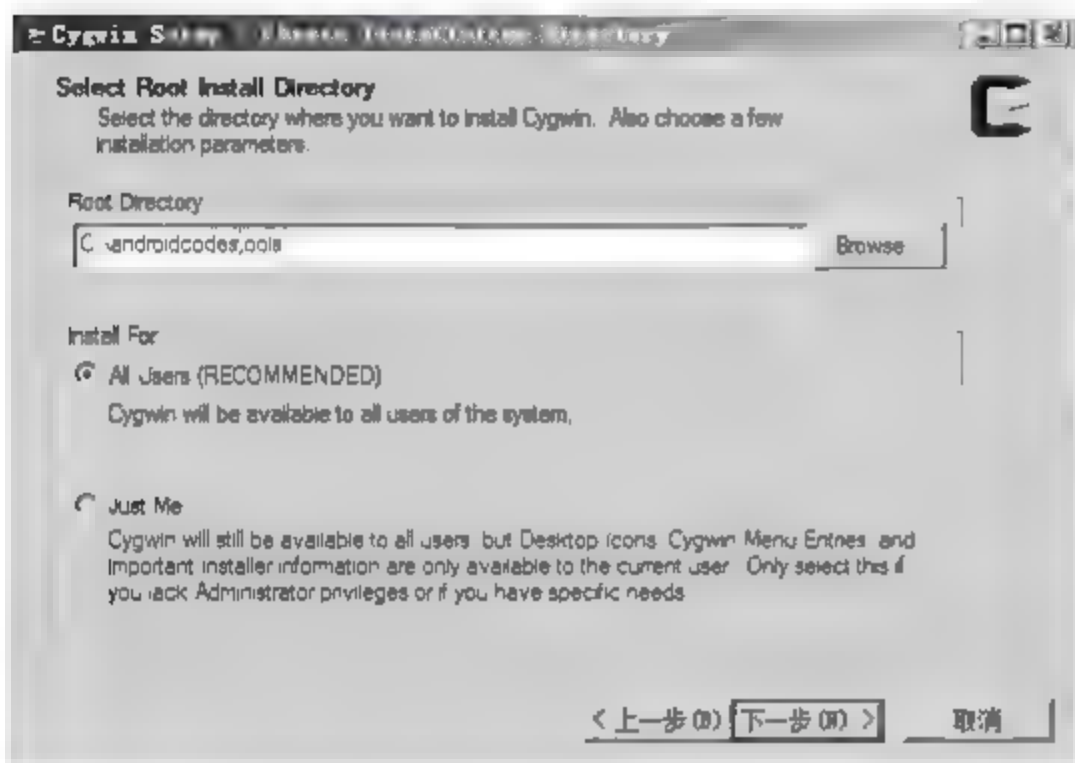 Cygwin Setup - Choose Installation Directory
Select Root Install Directory
Select the directory where you want to install Cygwin. Also choose a few
installation parameters.
Root Directory
Browse
Install For
All Users (RECOMMENDED)
Cygwin will be available to all users of the system.
Just Me
Cygwin will still be available to all users, but Desktop Icons, Cygwin Menu Entries, and
important installer information are only available to the current user. Only select this if
you lack Administrator privileges or if you have specific needs.
< 上一步(B)
下一步(N) >
取消